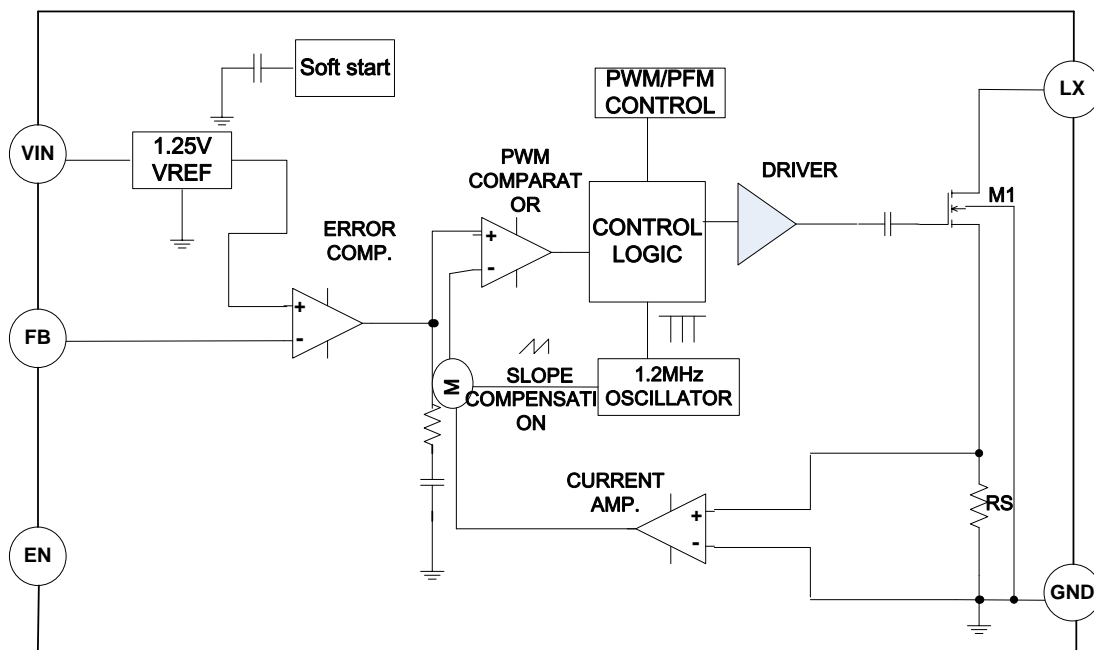 Soft start
PWM/PFM
CONTROL
LX
VIN
1.25V
VREF
PWM
COMPARAT
OR
DRIVER
M1
ERROR
COMP.
+
-
CONTROL
LOGIC
+
-
FB
M
SLOPE
COMPENSATI
ON
1.2MHz
OSCILLATOR
CURRENT
AMP.
+
-
RS
EN
GND